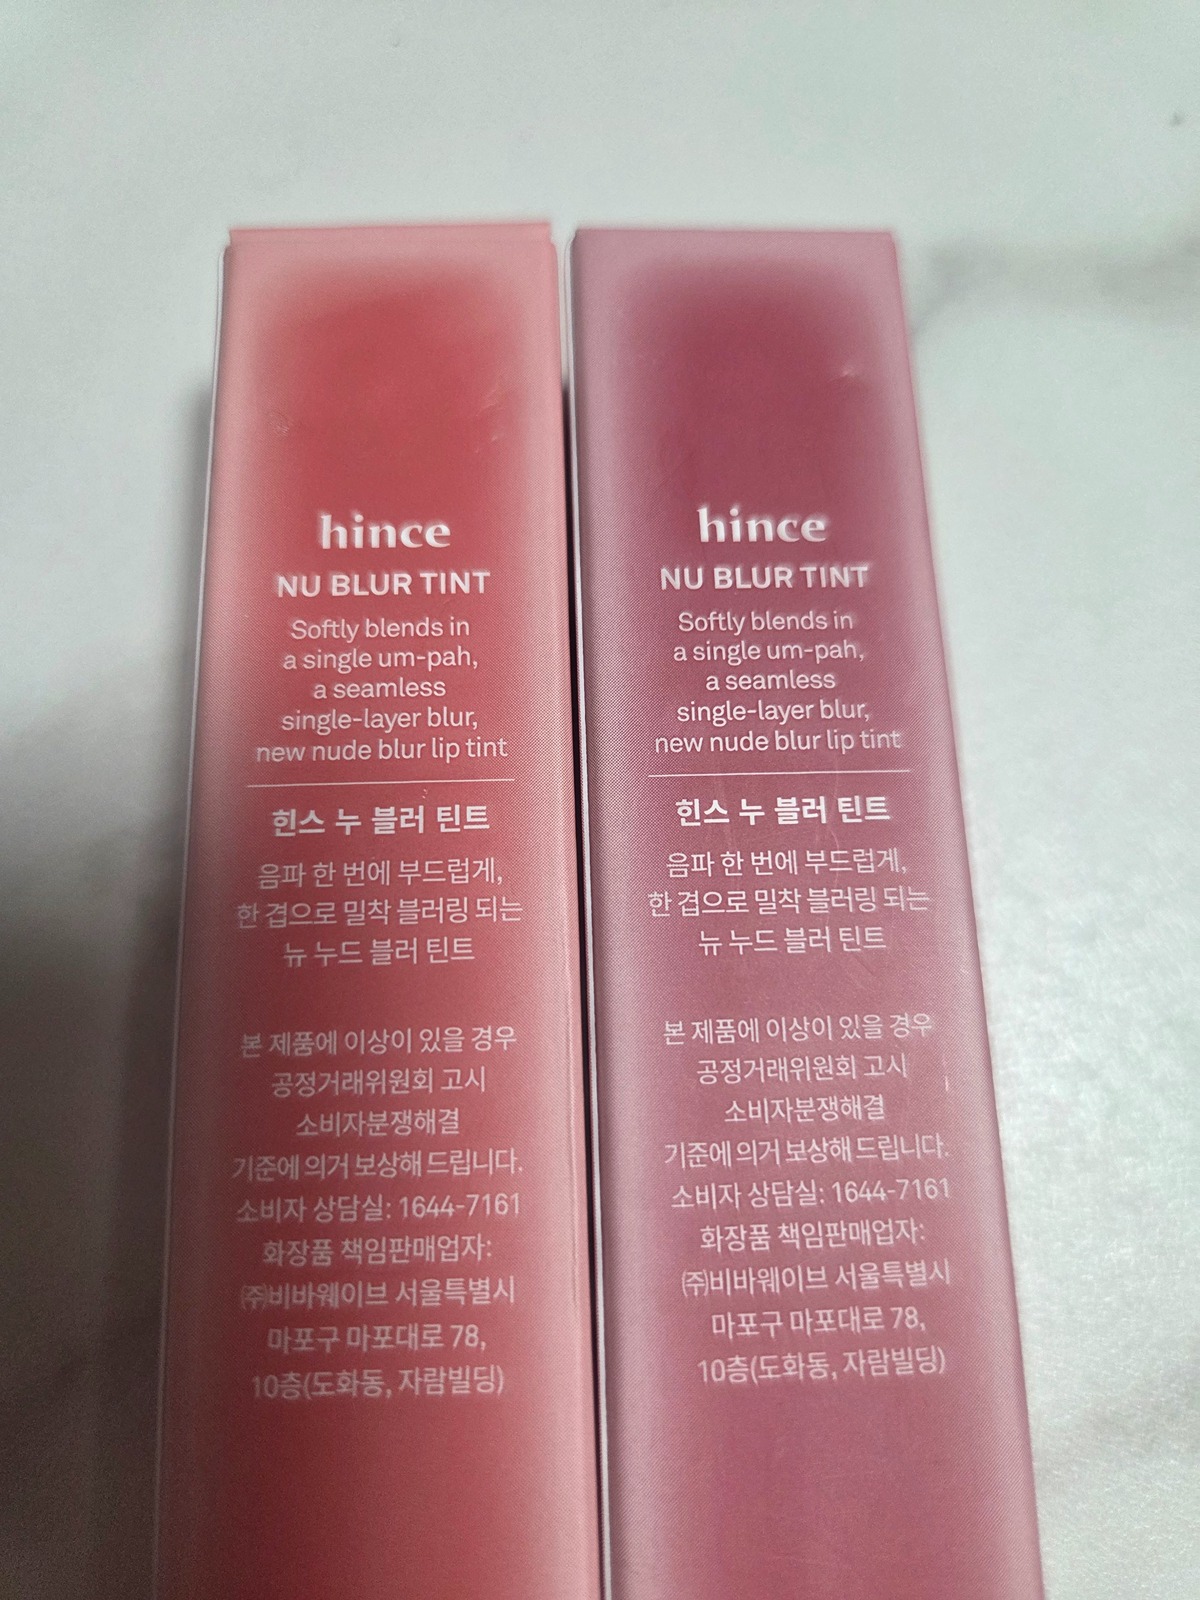 hince
NU BLUR TINT
Softly blends in
a single um-pah,
a seamless
single-layer blur,
new nude blur lip tint
힌스 누 블러 틴트
음파 한 번에 부드럽게,
한 겹으로 밀착 블러링 되는
뉴 누드 블러 틴트
본 제품에 이상이 있을 경우
공정거래위원회 고시
소비자분쟁해결
기준에 의거 보상해 드립니다.
소비자 상담실: 1644-7161
화장품 책임판매업자:
㈜비바웨이브 서울특별시
마포구 마포대로 78,
10층(도화동, 자람빌딩)
hince
NU BLUR TINT
Softly blends in
a single um-pah,
a seamless
single-layer blur,
new nude blur lip tint
힌스 누 블러 틴트
음파 한 번에 부드럽게,
한 겹으로 밀착 블러링 되는
뉴 누드 블러 틴트
본 제품에 이상이 있을 경우
공정거래위원회 고시
소비자분쟁해결
기준에 의거 보상해 드립니다.
소비자 상담실: 1644-7161
화장품 책임판매업자:
㈜비바웨이브 서울특별시
마포구 마포대로 78,
10층(도화동, 자람빌딩)